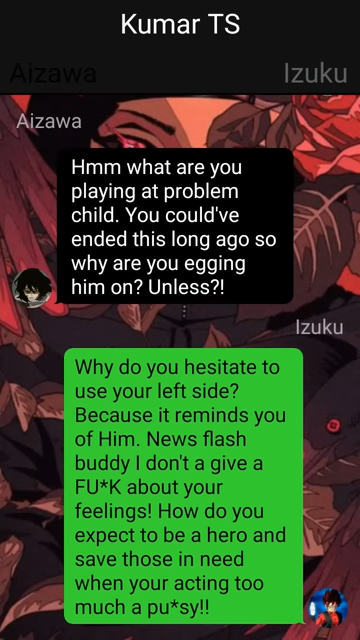 Kumar TS
Aizawa
Izuku
Aizawa
Hmm what are you
playing at problem
child. You could've
ended this long ago so
why are you egging
him on? Unless?!
Izuku
Why do you hesitate to
use your left side?
Because it reminds you
of Him. News flash
buddy I don't a give a
FU*K about your
feelings! How do you
expect to be a hero and
save those in need
when your acting too
much a pu*sy!!